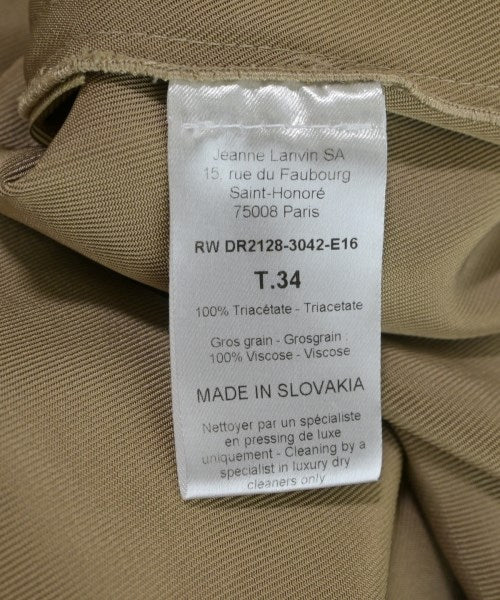 Jeanne Lanvin SA
15, rue du Faubourg
Saint-Honoré
75008 Paris
RW DR2128-3042-E16
T.34
100% Triacétate - Triacetate
Gros grain - Grosgrain :
100% Viscose - Viscose
MADE IN SLOVAKIA
Nettoyer par un spécialiste
en pressing de luxe
uniquement - Cleaning by a
specialist in luxury dry
cleaners only